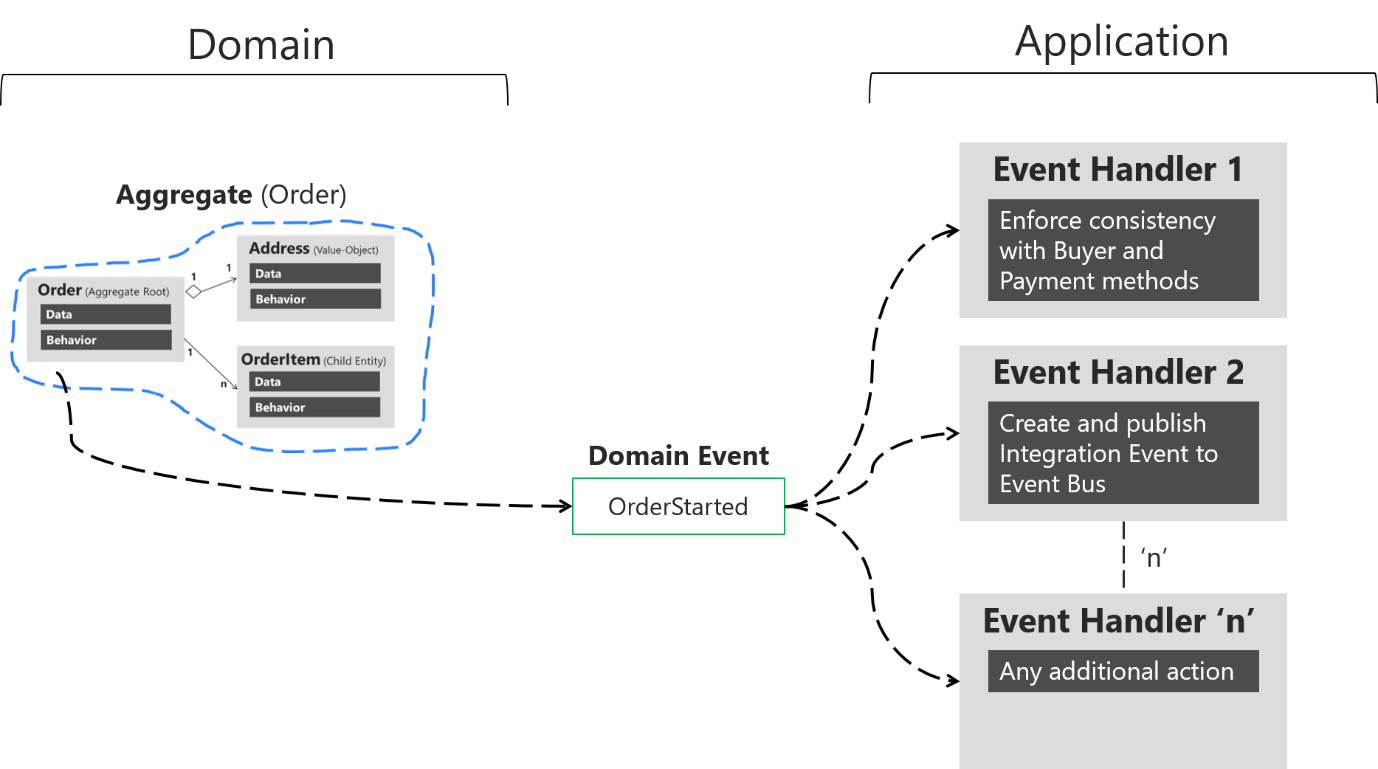 Domain
Application
Aggregate (Order)
Address (Value-Object)
Data
Behavior
1
1
Order (Aggregate Root)
Data
Behavior
1
n
OrderItem (Child Entity)
Data
Behavior
Domain Event
OrderStarted
Event Handler 1
Enforce consistency
with Buyer and
Payment methods
Event Handler 2
Create and publish
Integration Event to
Event Bus
‘n’
Event Handler ‘n’
Any additional action